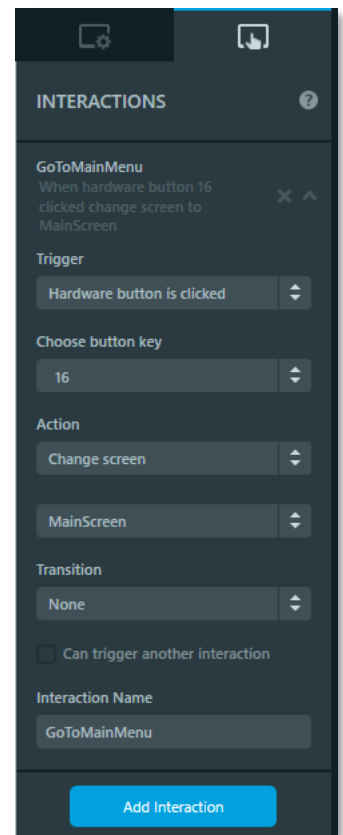 INTERACTIONS
?
GoToMainMenu
When hardware button 16
clicked change screen to
MainScreen
Trigger
Hardware button is clicked
Choose button key
16
Action
Change screen
MainScreen
Transition
None
Can trigger another interaction
Interaction Name
GoToMainMenu
Add Interaction